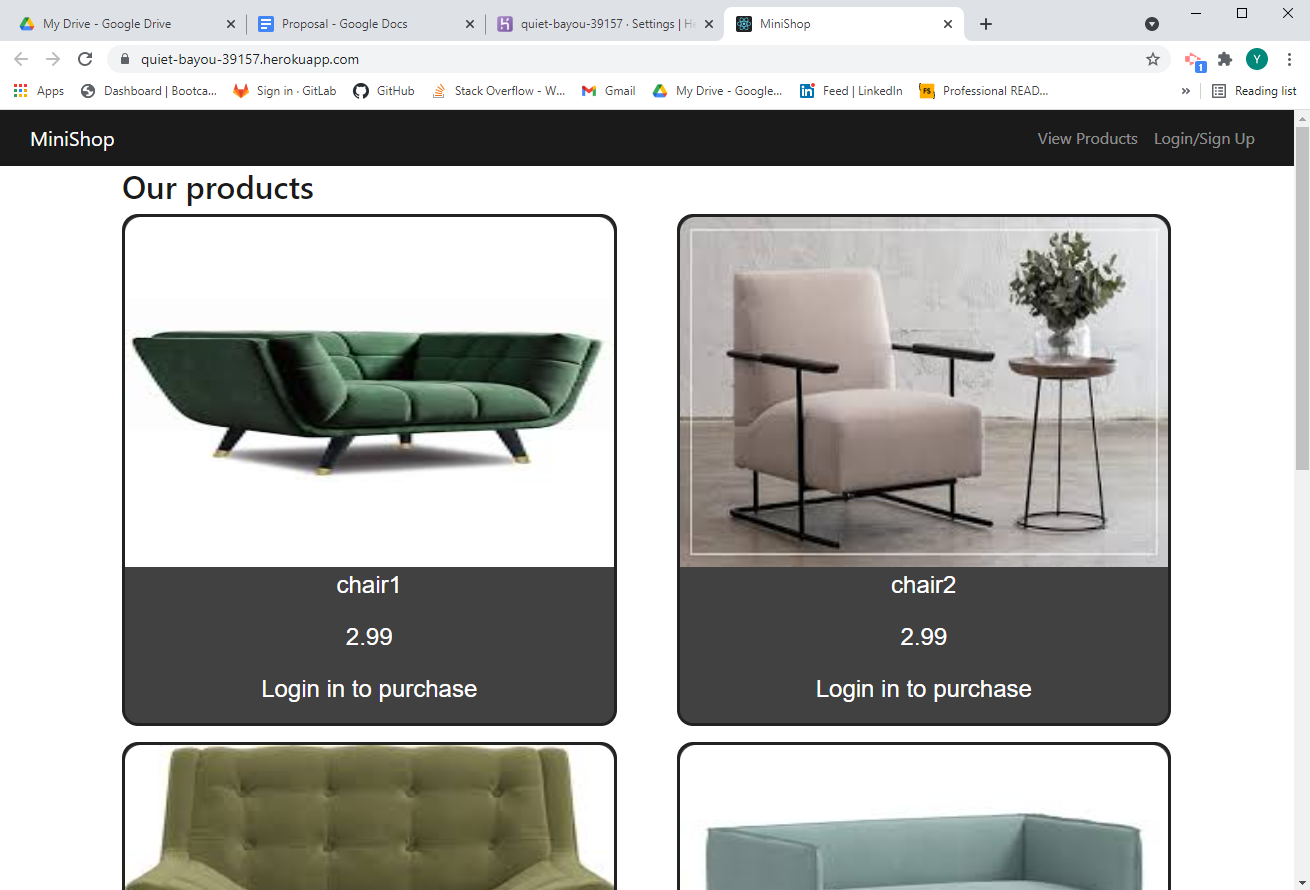 My Drive - Google Drive
Proposal - Google Docs
quiet-bayou-39157 · Settings | He
MiniShop
quiet-bayou-39157.herokuapp.com
1
Y
Apps
Dashboard | Bootca...
Sign in · GitLab
GitHub
Stack Overflow - W...
Gmail
My Drive - Google...
Feed | LinkedIn
FS
Professional READ...
»
Reading list
MiniShop
View Products
Login/Sign Up
Our products
chair1
2.99
Login in to purchase
chair2
2.99
Login in to purchase